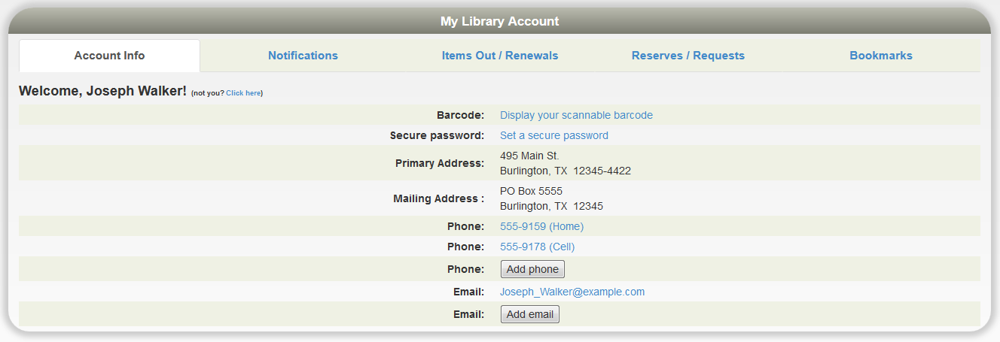 My Library Account
Account Info Notifications Items Out / Renewals Reserves / Requests Bookmarks
Welcome, Joseph Walker! (not you? Click here)
Barcode: Display your scannable barcode
Secure password: Set a secure password
Primary Address: 495 Main St.
Burlington, TX  12345-4422
Mailing Address : PO Box 5555
Burlington, TX  12345
Phone: 555-9159 (Home)
Phone: 555-9178 (Cell)
Phone: Add phone
Email: Joseph_Walker@example.com
Email: Add email